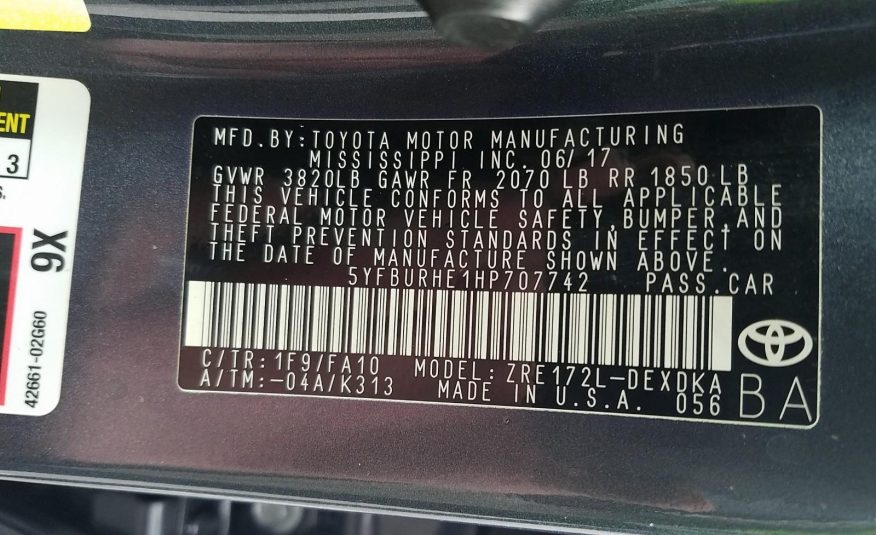 ENT
3
S.
9X
42661-02G60
MFD.BY:TOYOTA MOTOR MANUFACTURING
MISSISSIPPI INC. 06/17
GVWR 3820LB GAWR FR 2070 LB RR 1850 LB
THIS VEHICLE CONFORMS TO ALL APPLICABLE
FEDERAL MOTOR VEHICLE SAFETY,BUMPER,AND
THEFT PREVENTION STANDARDS IN EFFECT ON
THE DATE OF MANUFACTURE SHOWN ABOVE.
5YFBURHE1HP707742 PASS.CAR
C/TR:1F9/FA10 MODEL:ZRE172L-DEXDKA
A/TM:-04A/K313 MADE IN U.S.A. 056
BA